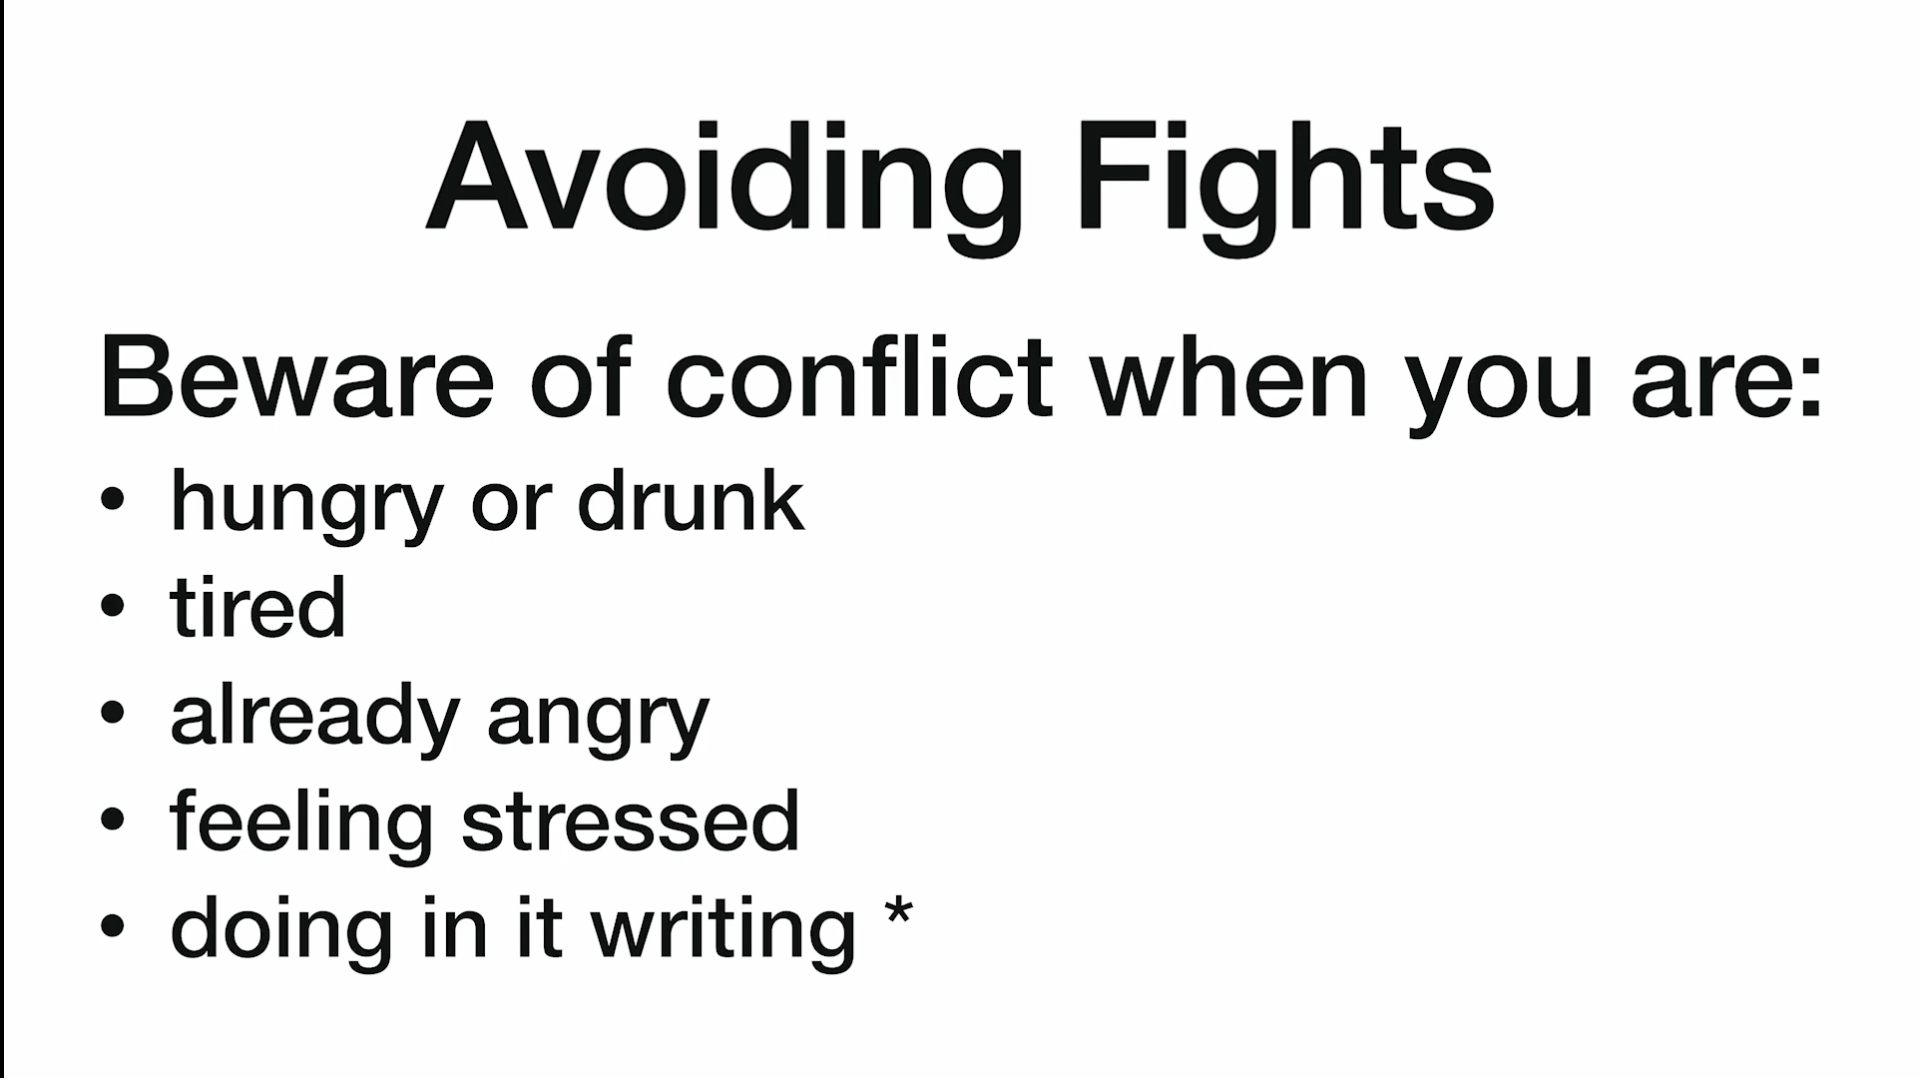 Avoiding Fights
Beware of conflict when you are:
• hungry or drunk
• tired
• already angry
• feeling stressed
• doing in it writing *